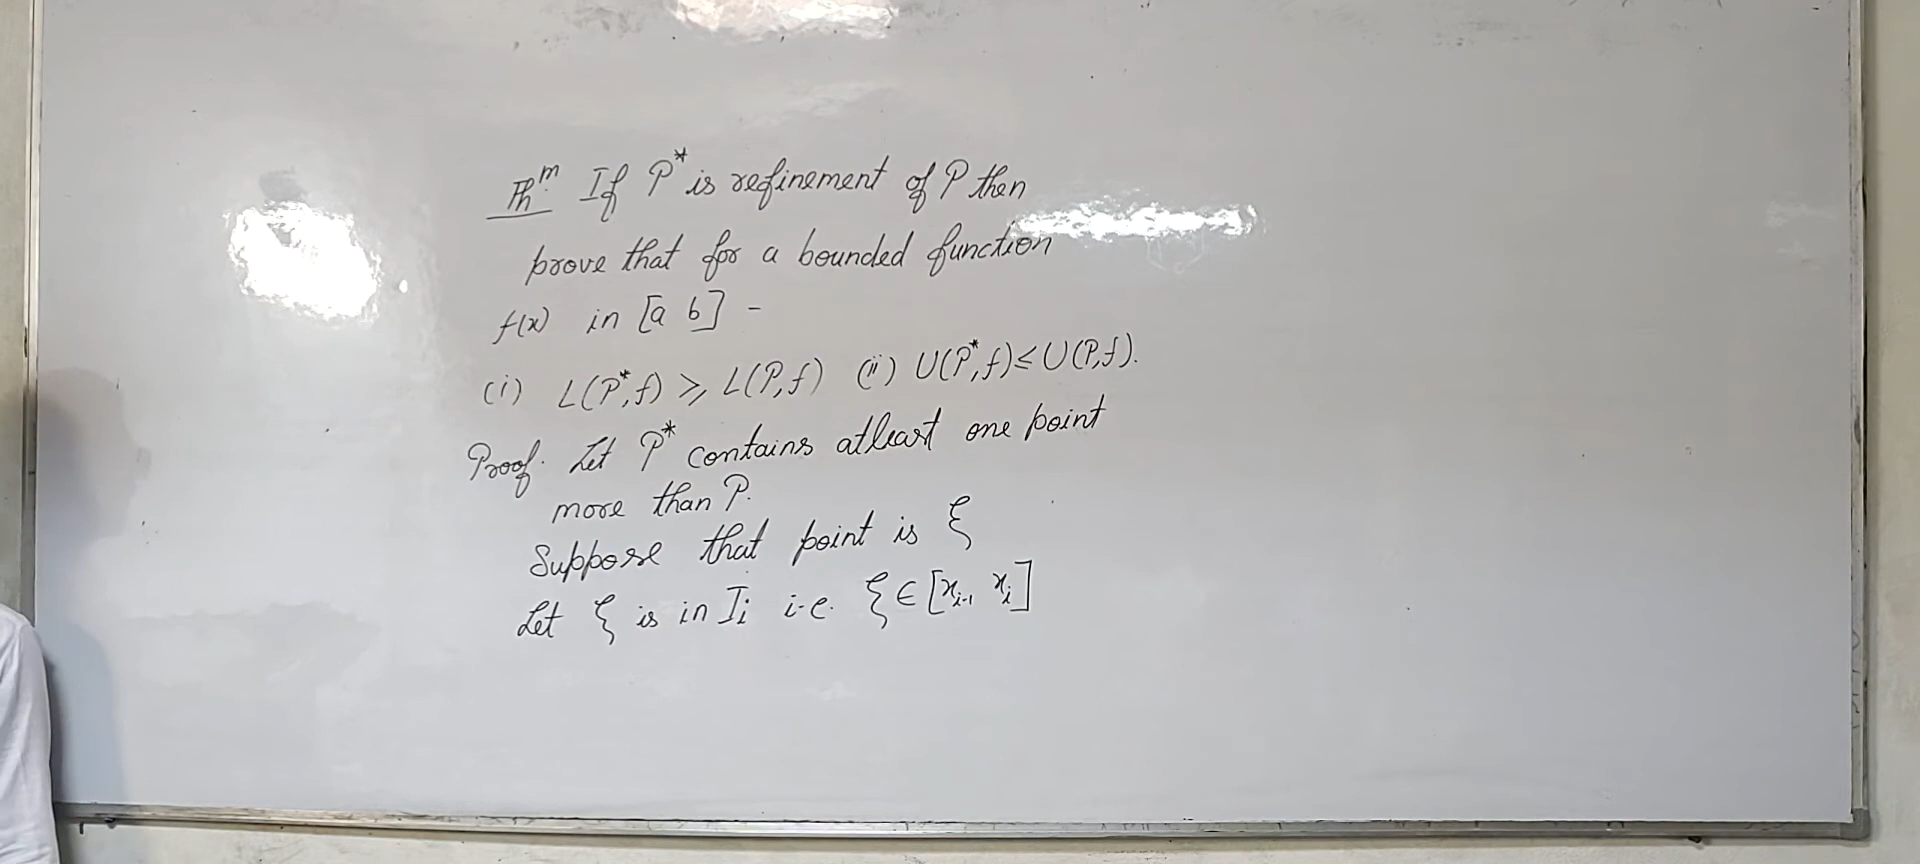 Thᵐ If P* is refinement of P then
prove that for a bounded function
f(x) in [a b] -
(i) L(P*,f) ⩾ L(P,f) (ii) U(P*,f) ≤ U(P,f).
Proof. Let P* contains atleast one point
more than P.
Suppose that point is ξ
Let ξ is in Iᵢ i.e. ξ ∈ [xᵢ₋₁ xᵢ]